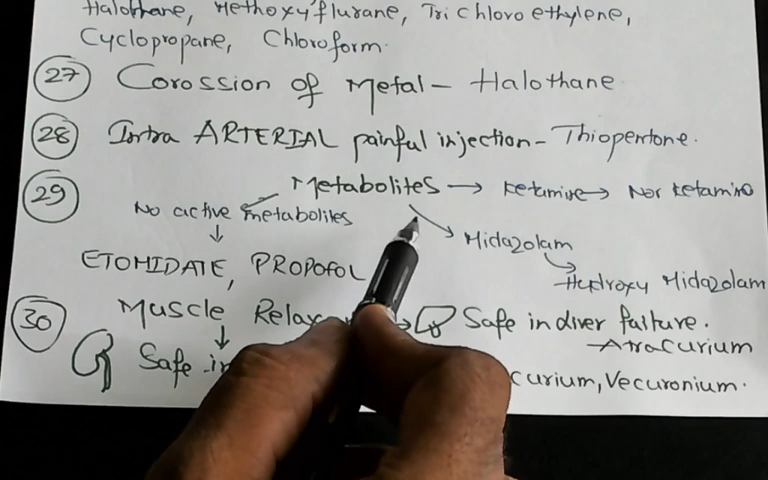 Halothane, Methoxyflurane, Trichloroethylene,
Cyclopropane, Chloroform.
27 Corossion of Metal - Halothane
28 Intra ARTERIAL painful injection - Thiopentone.
29 Metabolites → Ketamine → Nor ketamine
No active metabolites
Midazolam
ETOMIDATE, PROPOFOL
Hydroxy Midazolam
30 Muscle → Safe in liver failure.
Safe in
Atracurium
curium, Vecuronium.